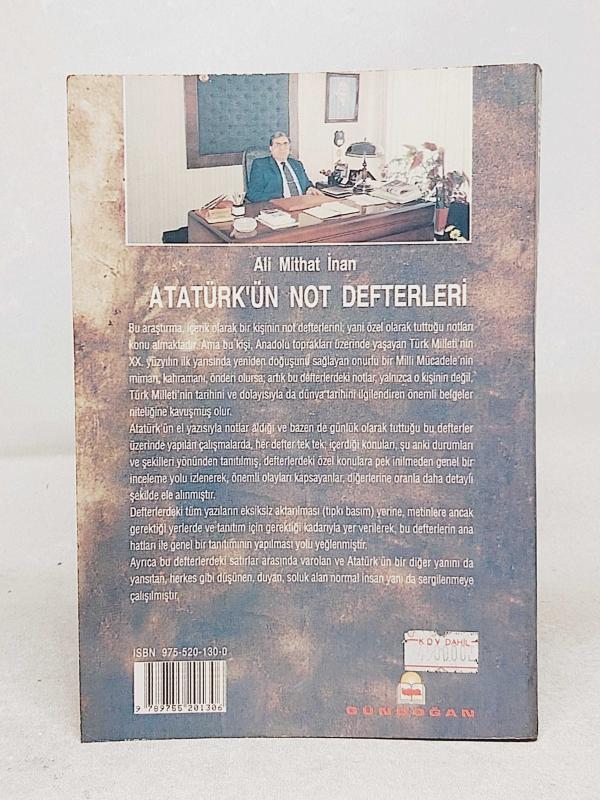 Ali Mithat İnan
ATATÜRK'ÜN NOT DEFTERLERİ
Bu araştırma, içerik olarak bir kişinin not defterlerini; yani özel olarak tuttuğu notları
konu almaktadır. Ama bu kişi, Anadolu toprakları üzerinde yaşayan Türk Milleti'nin
XX. yüzyılın ilk yarısında yeniden doğuşunu sağlayan onurlu bir Milli Mücadele'nin
mimarı, kahramanı, önderi olursa; artık bu defterlerdeki notlar, yalnızca o kişinin değil,
Türk Milleti'nin tarihini ve dolayısıyla da dünya tarihini ilgilendiren önemli belgeler
niteliğine kavuşmuş olur.
Atatürk'ün el yazısıyla notlar aldığı ve bazen de günlük olarak tuttuğu bu defterler
üzerinde yapılan çalışmalarda, her defter tek tek; içerdiği konuları, şu anki durumları
ve şekilleri yönünden tanıtılmış, defterlerdeki özel konulara pek inilmeden genel bir
inceleme yolu izlenerek, önemli olayları kapsayanlar, diğerlerine oranla daha detaylı
şekilde ele alınmıştır.
Defterlerdeki tüm yazıların eksiksiz aktarılması (tıpkı basım) yerine, metinlere ancak
gerektiği yerlerde ve tanıtım için gerektiği kadarıyla yer verilerek, bu defterlerin ana
hatları ile genel bir tanıtımının yapılması yolu yeğlenmiştir.
Ayrıca bu defterlerdeki satırlar arasında varolan ve Atatürk'ün bir diğer yanını da
yansıtan, herkes gibi düşünen, duyan, soluk alan normal insan yanı da sergilenmeye
çalışılmıştır.
ISBN 975-520-130-0
9 789755 201306
KDV DAHİL
GÜNDOĞAN